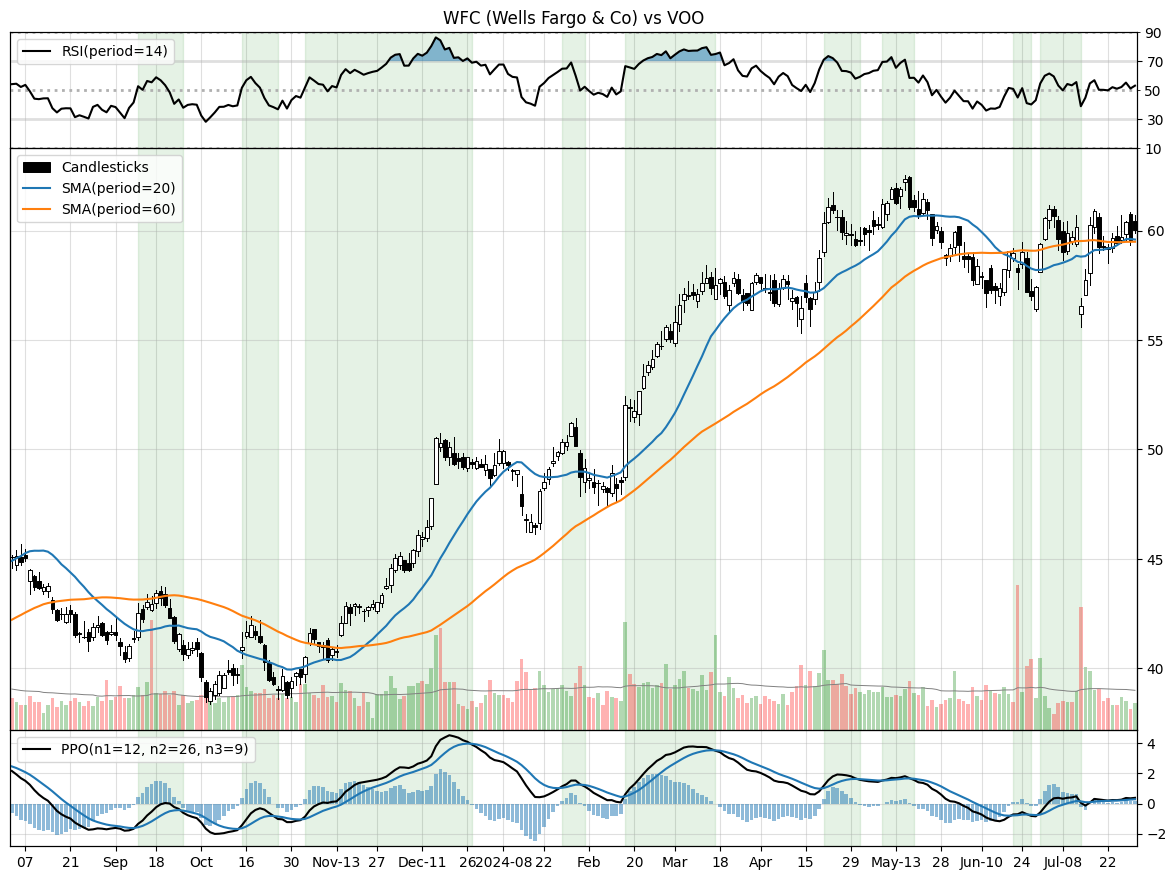 WFC (Wells Fargo & Co) vs VOO
RSI(period=14)
90
70
50
30
10
Candlesticks
SMA(period=20)
SMA(period=60)
60
55
50
45
40
PPO(n1=12, n2=26, n3=9)
4
2
0
−2
07 21 Sep 18 Oct 16 30 Nov-13 27 Dec-11 26 2024-08 22 Feb 20 Mar 18 Apr 15 29 May-13 28 Jun-10 24 Jul-08 22